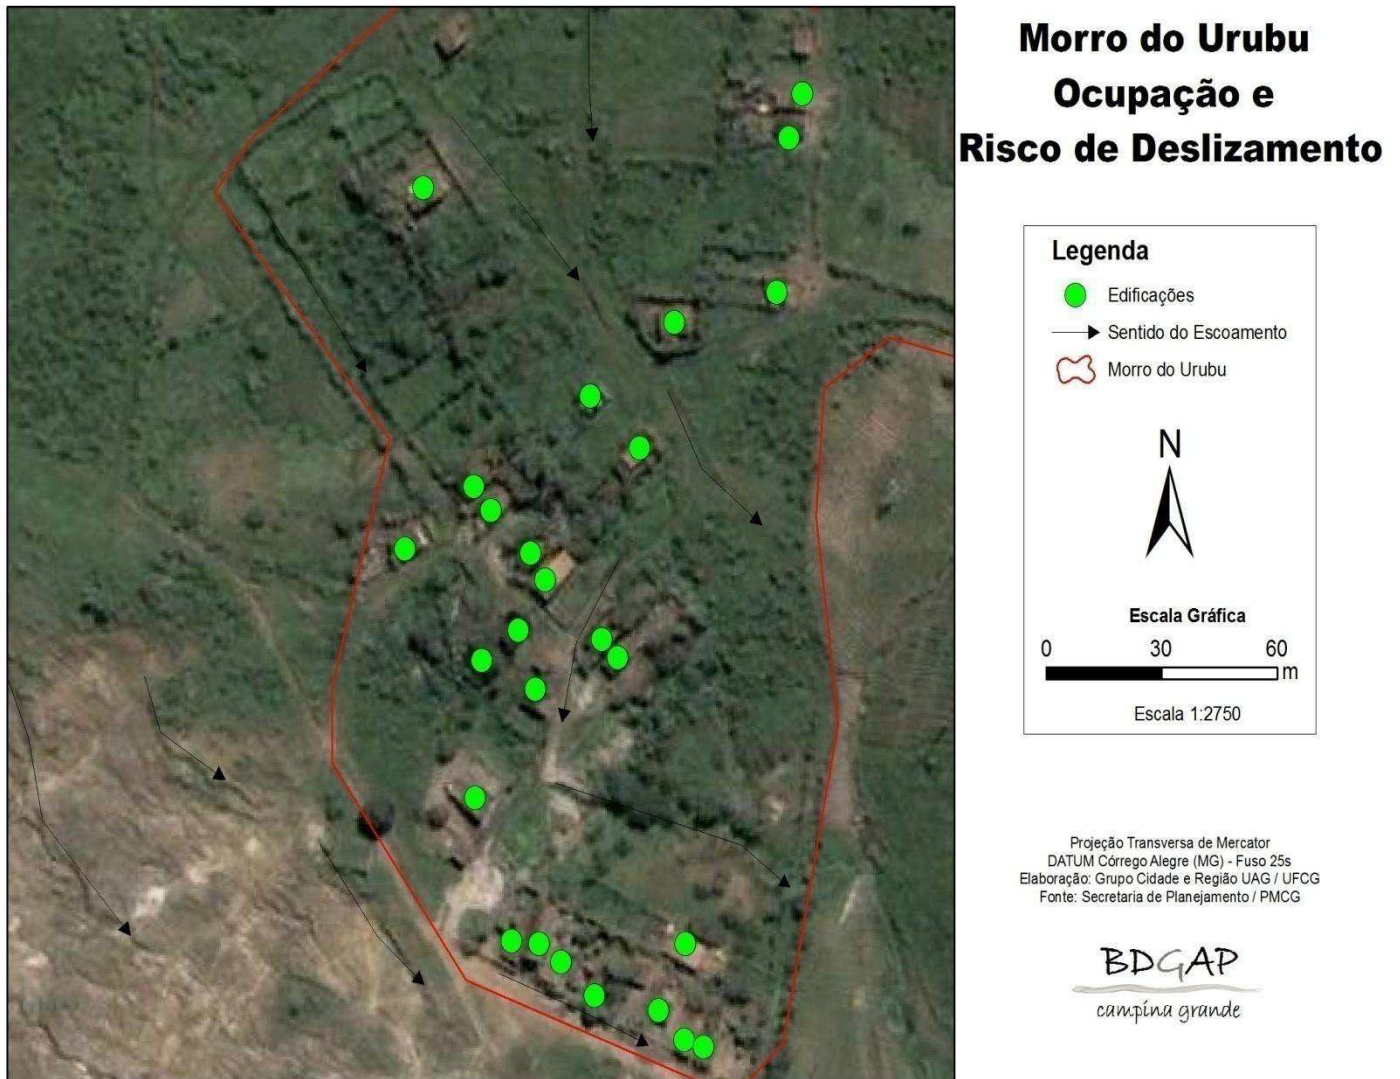 Morro do Urubu
Ocupação e
Risco de Deslizamento
Legenda
Edificações
Sentido do Escoamento
Morro do Urubu
N
Escala Gráfica
0 30 60
m
Escala 1:2750
Projeção Transversa de Mercator
DATUM Córrego Alegre (MG) - Fuso 25s
Elaboração: Grupo Cidade e Região UAG / UFCG
Fonte: Secretaria de Planejamento / PMCG
BDGAP
campina grande